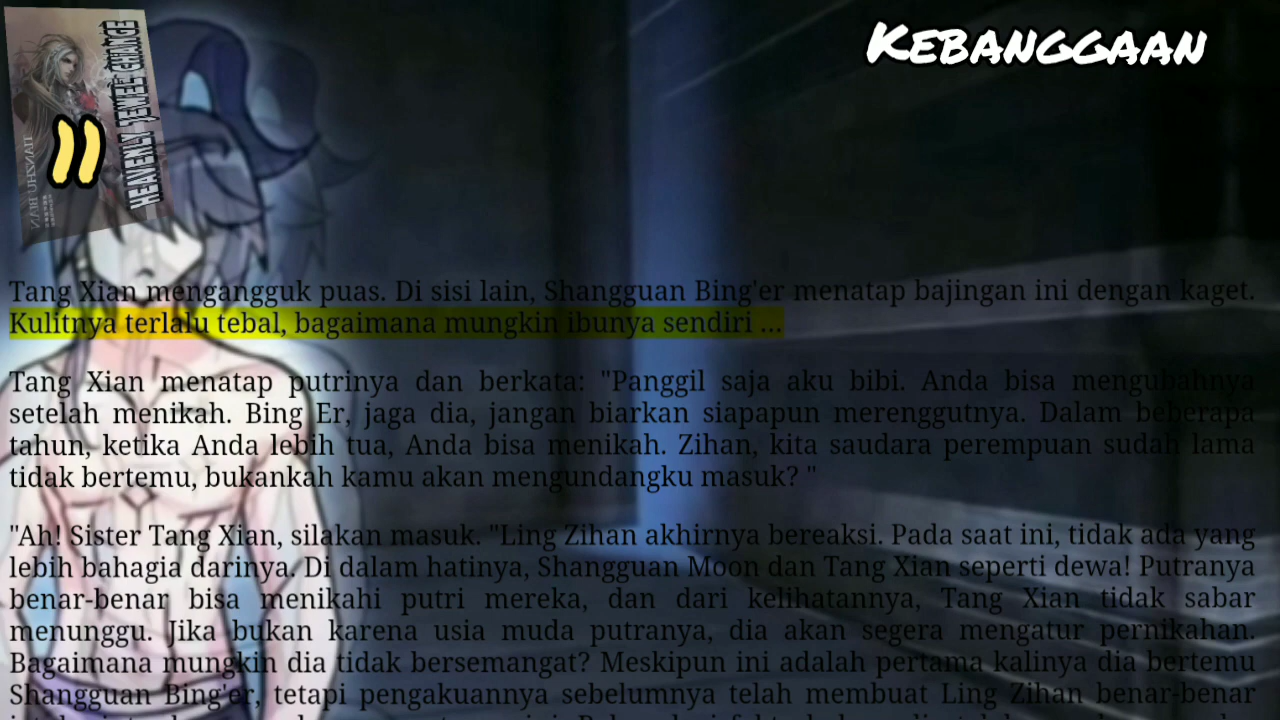 HEAVENLY JEWEL CHANGE
11
KEBANGGAAN
Tang Xian mengangguk puas. Di sisi lain, Shangguan Bing'er menatap bajingan ini dengan kaget.
Kulitnya terlalu tebal, bagaimana mungkin ibunya sendiri ...
Tang Xian menatap putrinya dan berkata: "Panggil saja aku bibi. Anda bisa mengubahnya
setelah menikah. Bing Er, jaga dia, jangan biarkan siapapun merenggutnya. Dalam beberapa
tahun, ketika Anda lebih tua, Anda bisa menikah. Zihan, kita saudara perempuan sudah lama
tidak bertemu, bukankah kamu akan mengundangku masuk? "
"Ah! Sister Tang Xian, silakan masuk. "Ling Zihan akhirnya bereaksi. Pada saat ini, tidak ada yang
lebih bahagia darinya. Di dalam hatinya, Shangguan Moon dan Tang Xian seperti dewa! Putranya
benar-benar bisa menikahi putri mereka, dan dari kelihatannya, Tang Xian tidak sabar
menunggu. Jika bukan karena usia muda putranya, dia akan segera mengatur pernikahan.
Bagaimana mungkin dia tidak bersemangat? Meskipun ini adalah pertama kalinya dia bertemu
Shangguan Bing'er, tetapi pengakuannya sebelumnya telah membuat Ling Zihan benar-benar